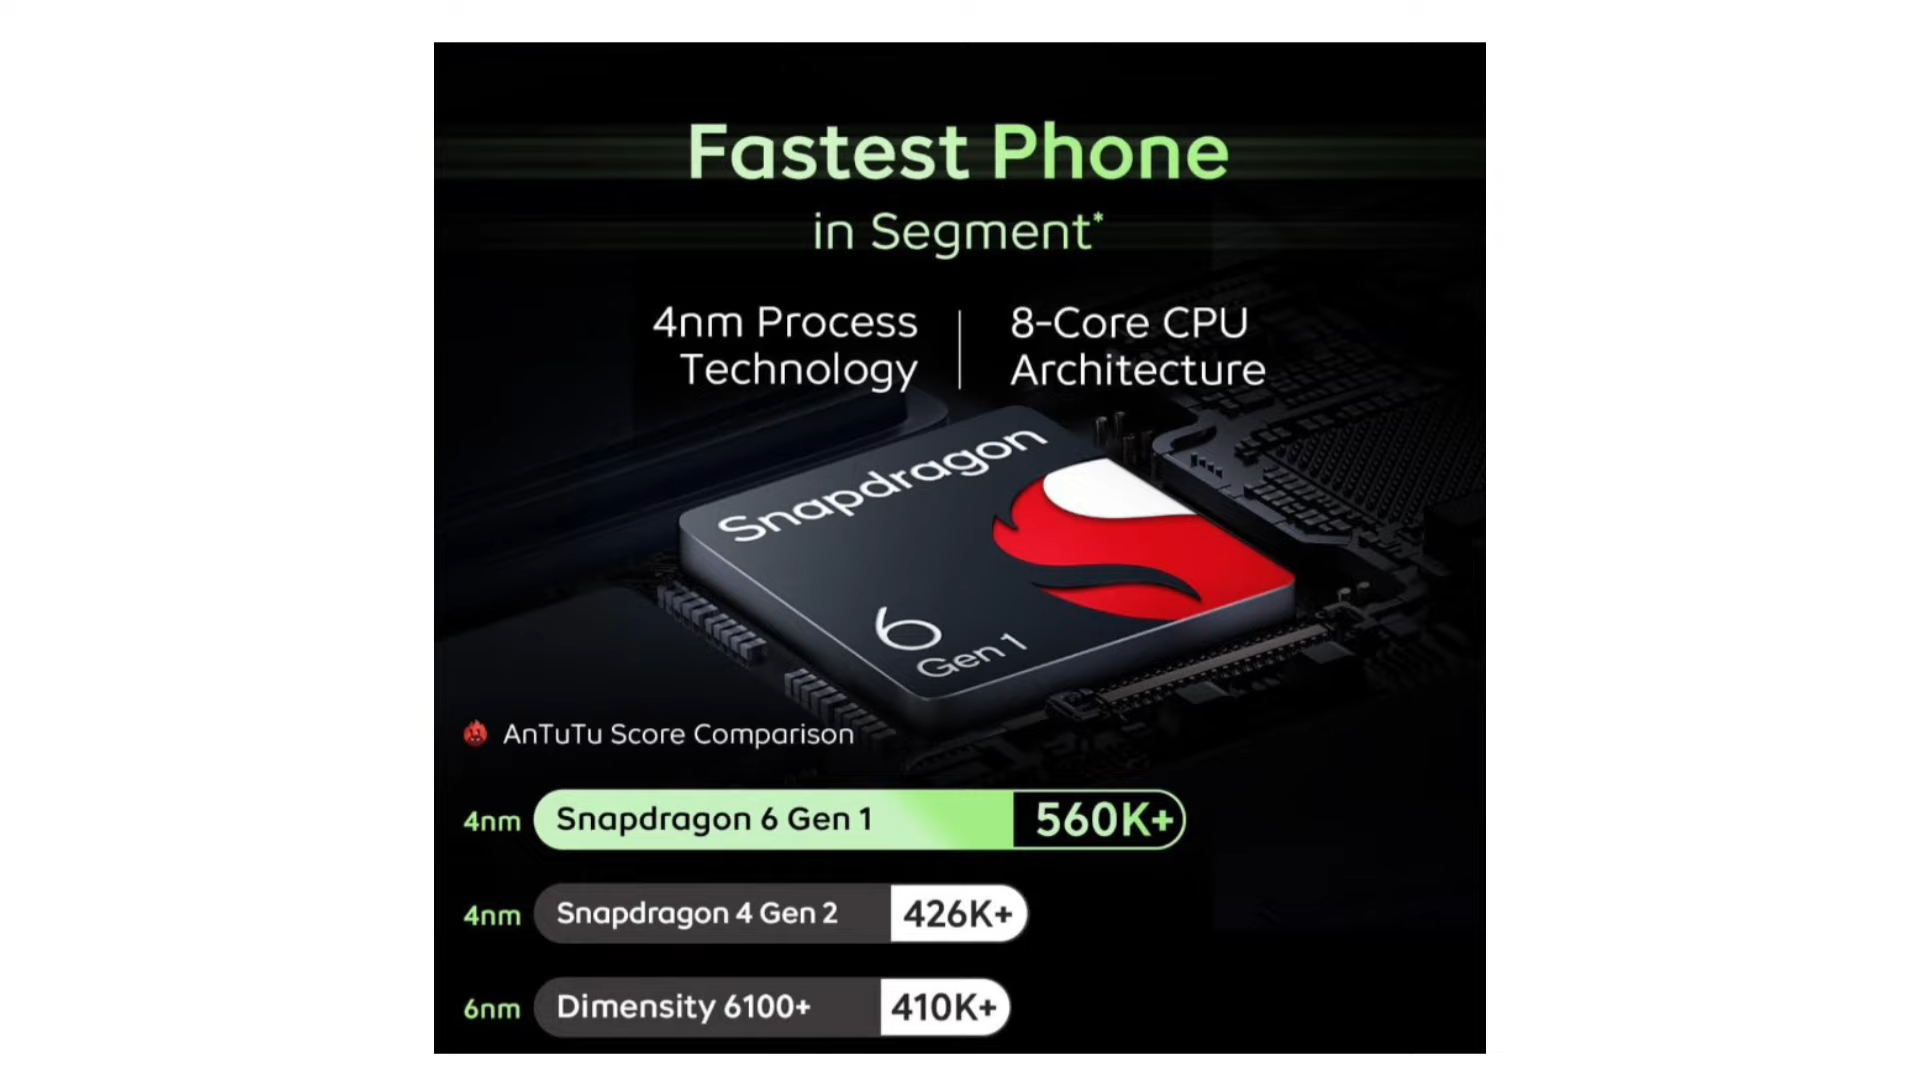 Fastest Phone
in Segment*
4nm Process
Technology
8-Core CPU
Architecture
Snapdragon
6
Gen 1
AnTuTu Score Comparison
4nm Snapdragon 6 Gen 1 560K+
4nm Snapdragon 4 Gen 2 426K+
6nm Dimensity 6100+ 410K+